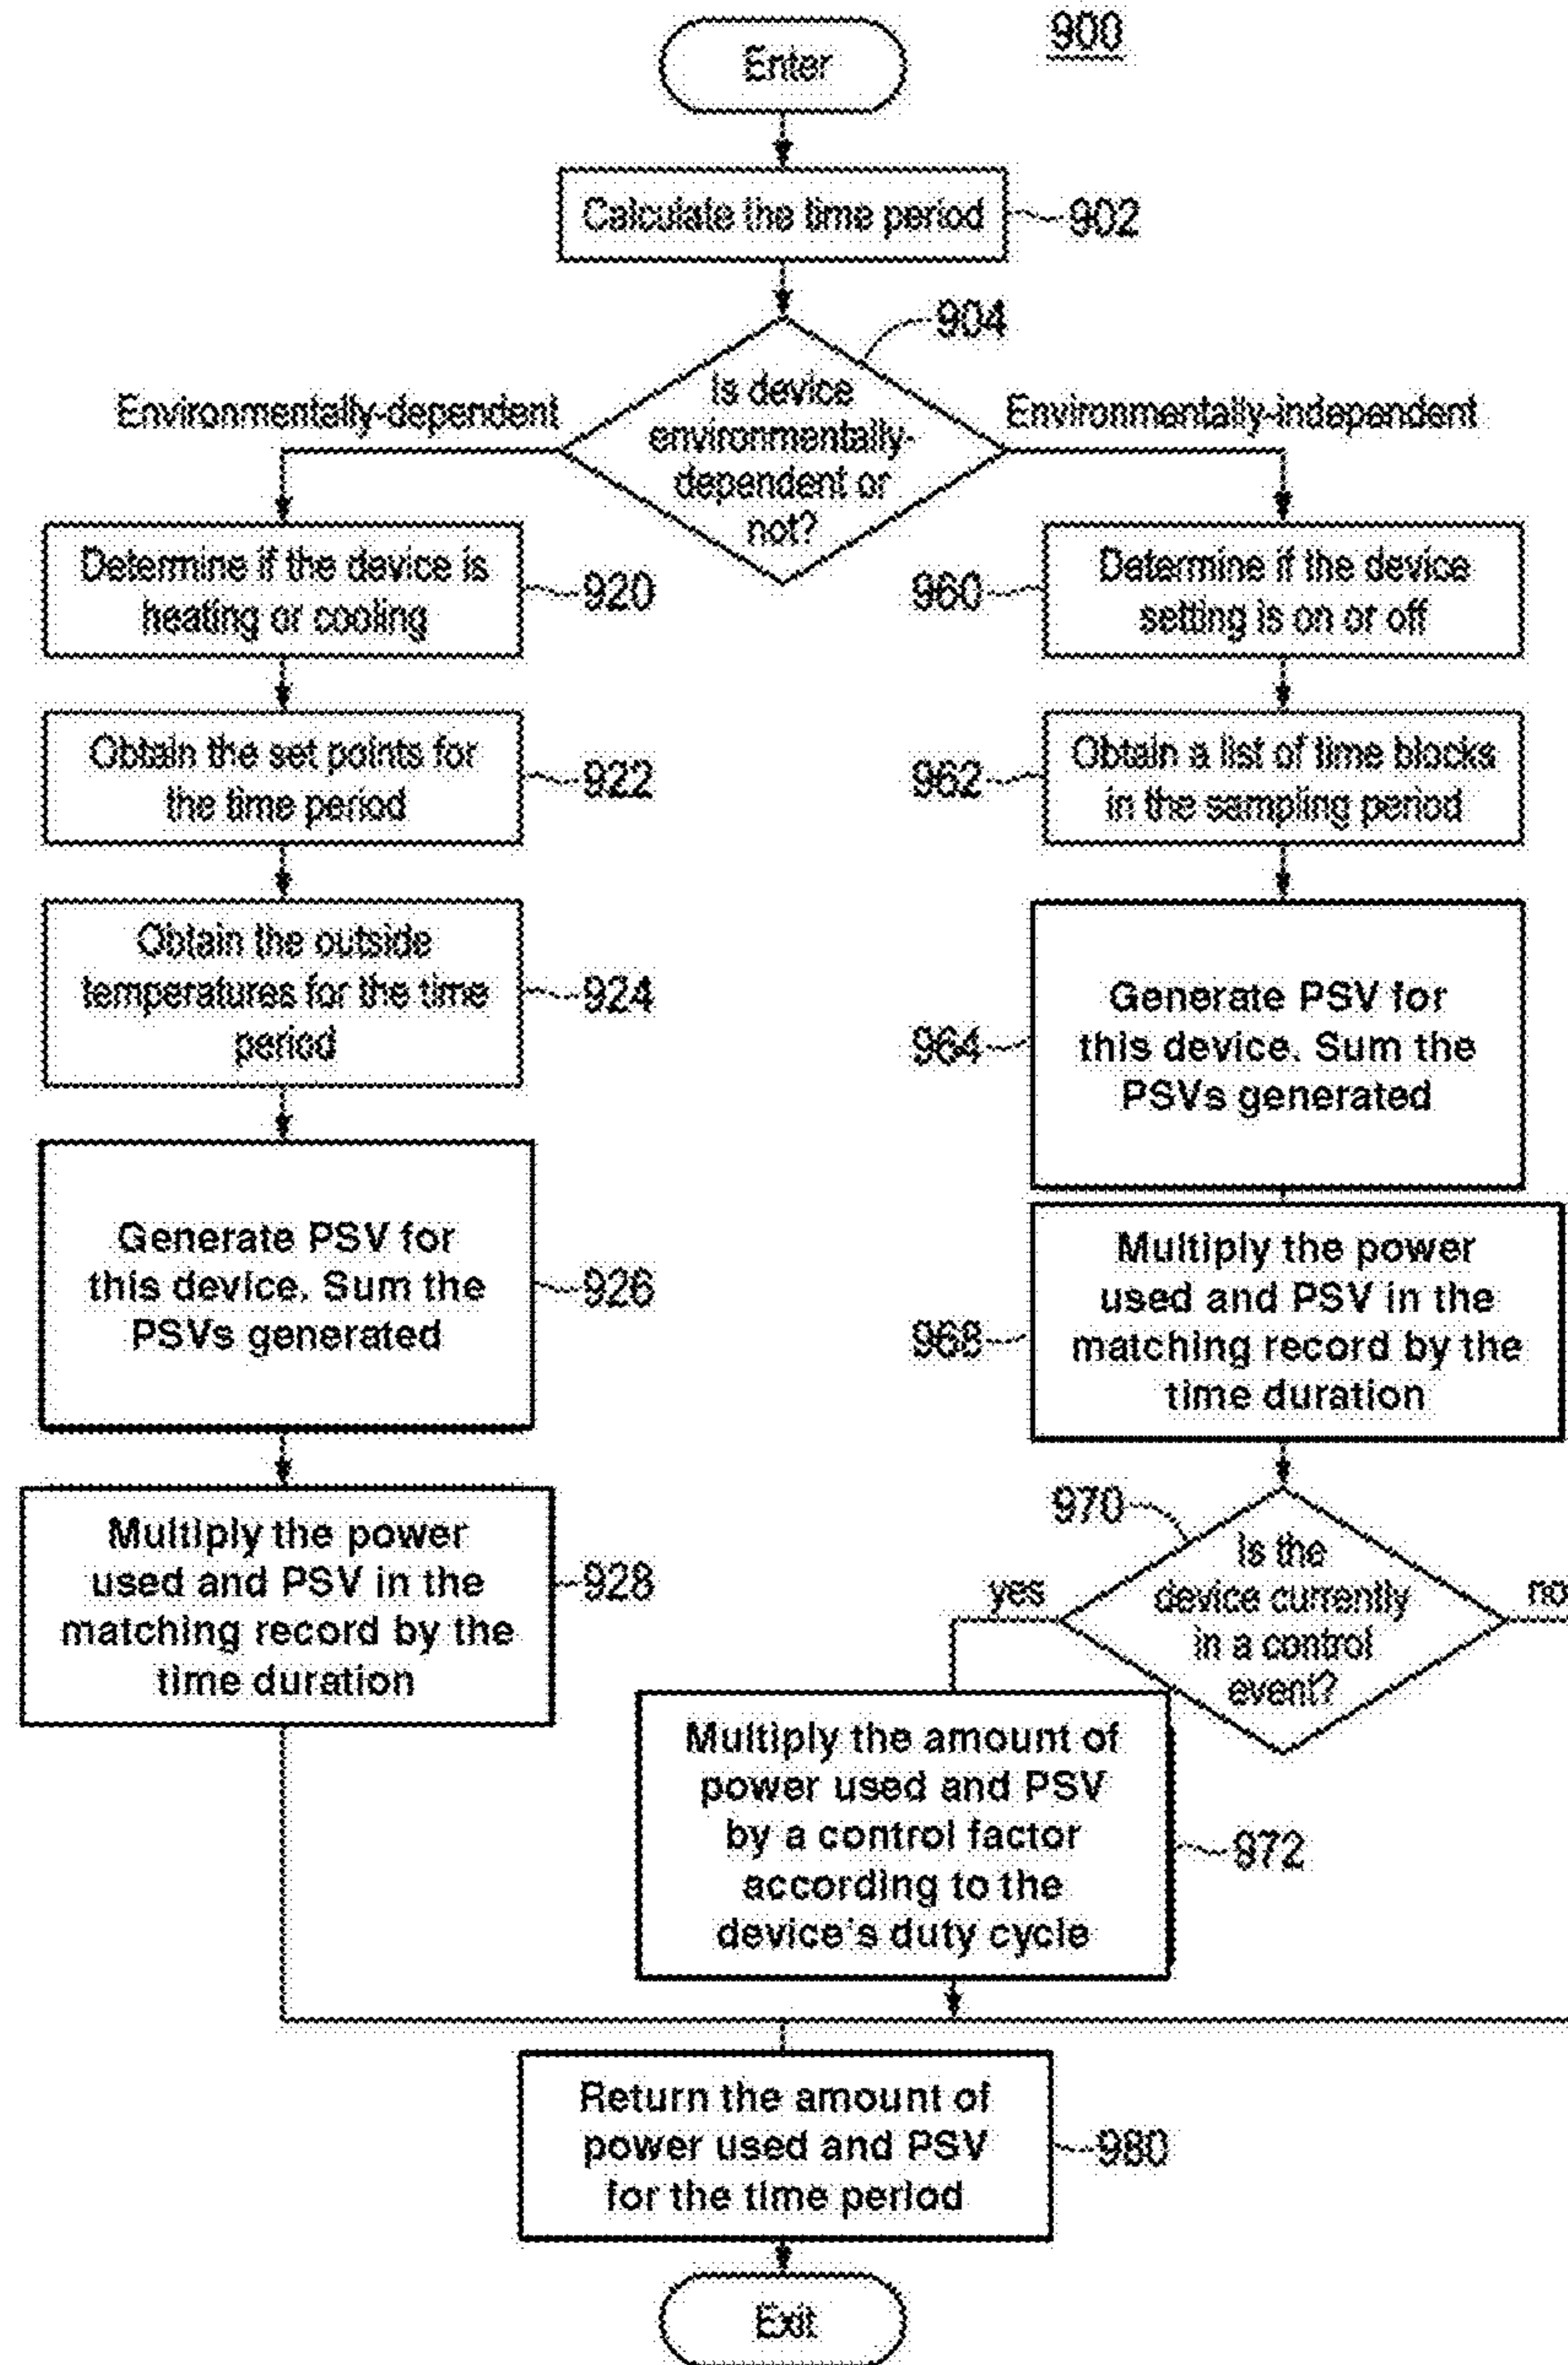 900
Enter
Calculate the time period
902
904
Is device
environmentally-
dependent or
not?
Environmentally-dependent
Environmentally-independent
Determine if the device is
heating or cooling
920
Obtain the set points for
the time period
922
Obtain the outside
temperatures for the time
period
924
Generate PSV for
this device. Sum the
PSVs generated
926
Multiply the power
used and PSV in the
matching record by the
time duration
928
960
Determine if the device
setting is on or off
962
Obtain a list of time blocks
in the sampling period
964
Generate PSV for
this device. Sum the
PSVs generated
968
Multiply the power
used and PSV in the
matching record by the
time duration
970
Is the
device currently
in a control
event?
yes
no
Multiply the amount of
power used and PSV
by a control factor
according to the
device's duty cycle
972
Return the amount of
power used and PSV
for the time period
980
Exit